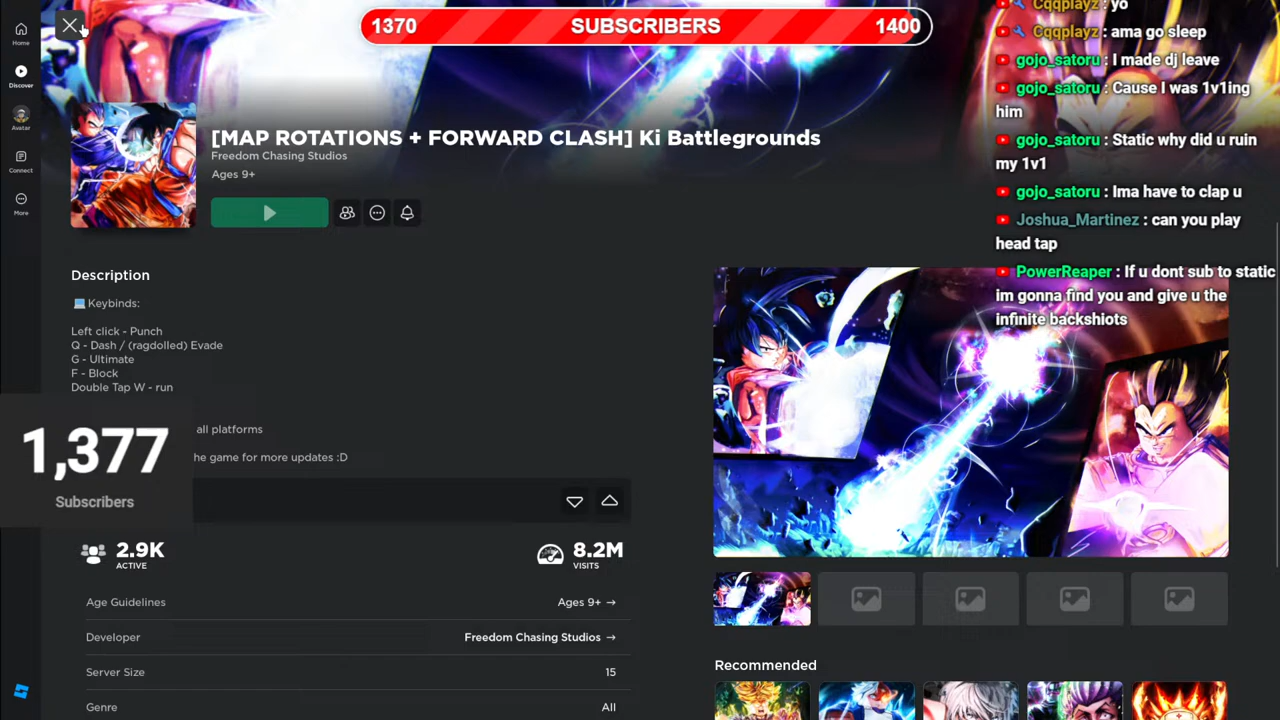 Home
Discover
Avatar
Connect
More
1370 SUBSCRIBERS 1400
[MAP ROTATIONS + FORWARD CLASH] Ki Battlegrounds
Freedom Chasing Studios
Ages 9+
Description
Keybinds:
Left click - Punch
Q - Dash / (ragdolled) Evade
G - Ultimate
F - Block
Double Tap W - run
all platforms
he game for more updates :D
1,377
Subscribers
2.9K
ACTIVE
8.2M
VISITS
Age Guidelines Ages 9+ →
Developer Freedom Chasing Studios →
Server Size 15
Genre All
Cqqplayz : yo
Cqqplayz : ama go sleep
gojo_satoru : I made dj leave
gojo_satoru : Cause I was 1v1ing
him
gojo_satoru : Static why did u ruin
my 1v1
gojo_satoru : Ima have to clap u
Joshua_Martinez : can you play
head tap
PowerReaper : If u dont sub to static
im gonna find you and give u the
infinite backshiots
Recommended